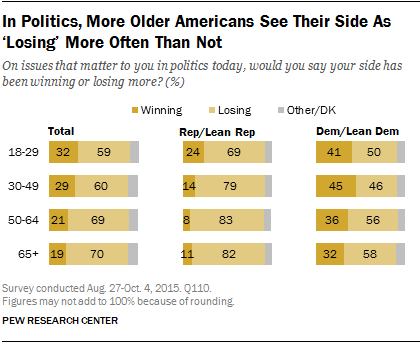 In Politics, More Older Americans See Their Side As
‘Losing’ More Often Than Not
On issues that matter to you in politics today, would you say your side has
been winning or losing more? (%)
Winning Losing Other/DK
Total Rep/Lean Rep Dem/Lean Dem
18-29 32 59 24 69 41 50
30-49 29 60 14 79 45 46
50-64 21 69 8 83 36 56
65+ 19 70 11 82 32 58
Survey conducted Aug. 27-Oct. 4, 2015. Q110.
Figures may not add to 100% because of rounding.
PEW RESEARCH CENTER